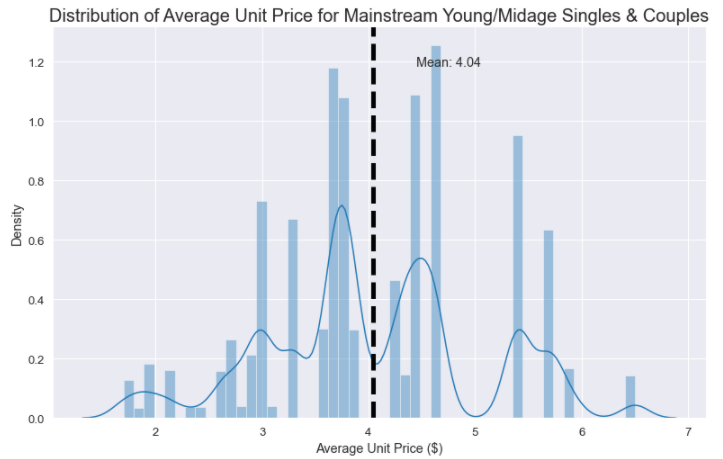 Distribution of Average Unit Price for Mainstream Young/Midage Singles & Couples
Mean: 4.04
1.2
1.0
0.8
0.6
0.4
0.2
0.0
Density
2 3 4 5 6 7
Average Unit Price ($)